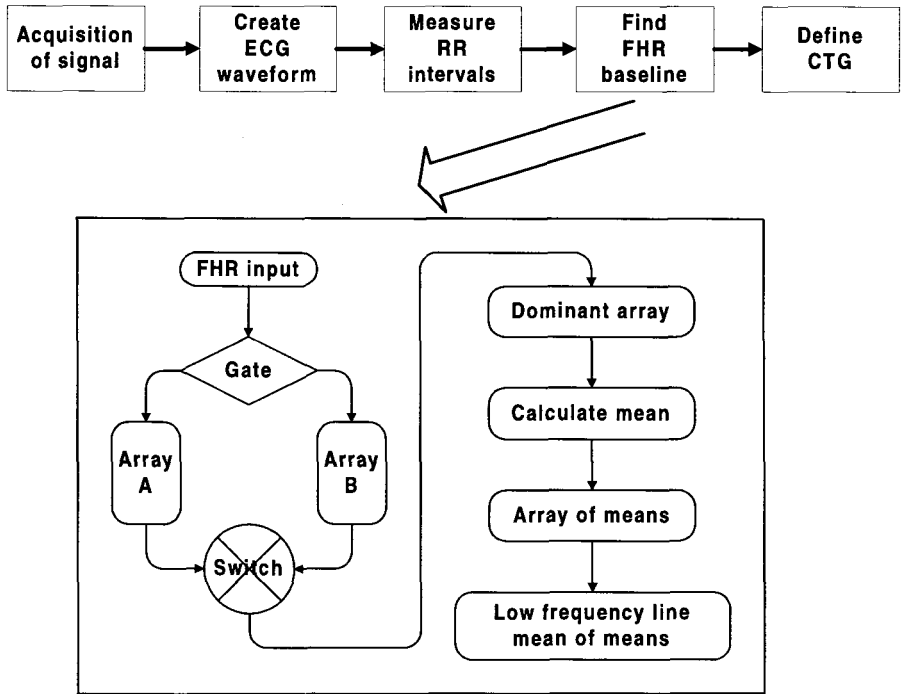 Acquisition
of signal
Create
ECG
waveform
Measure
RR
intervals
Find
FHR
baseline
Define
CTG
FHR input
Gate
Array
A
Array
B
Switch
Dominant array
Calculate mean
Array of means
Low frequency line
mean of means